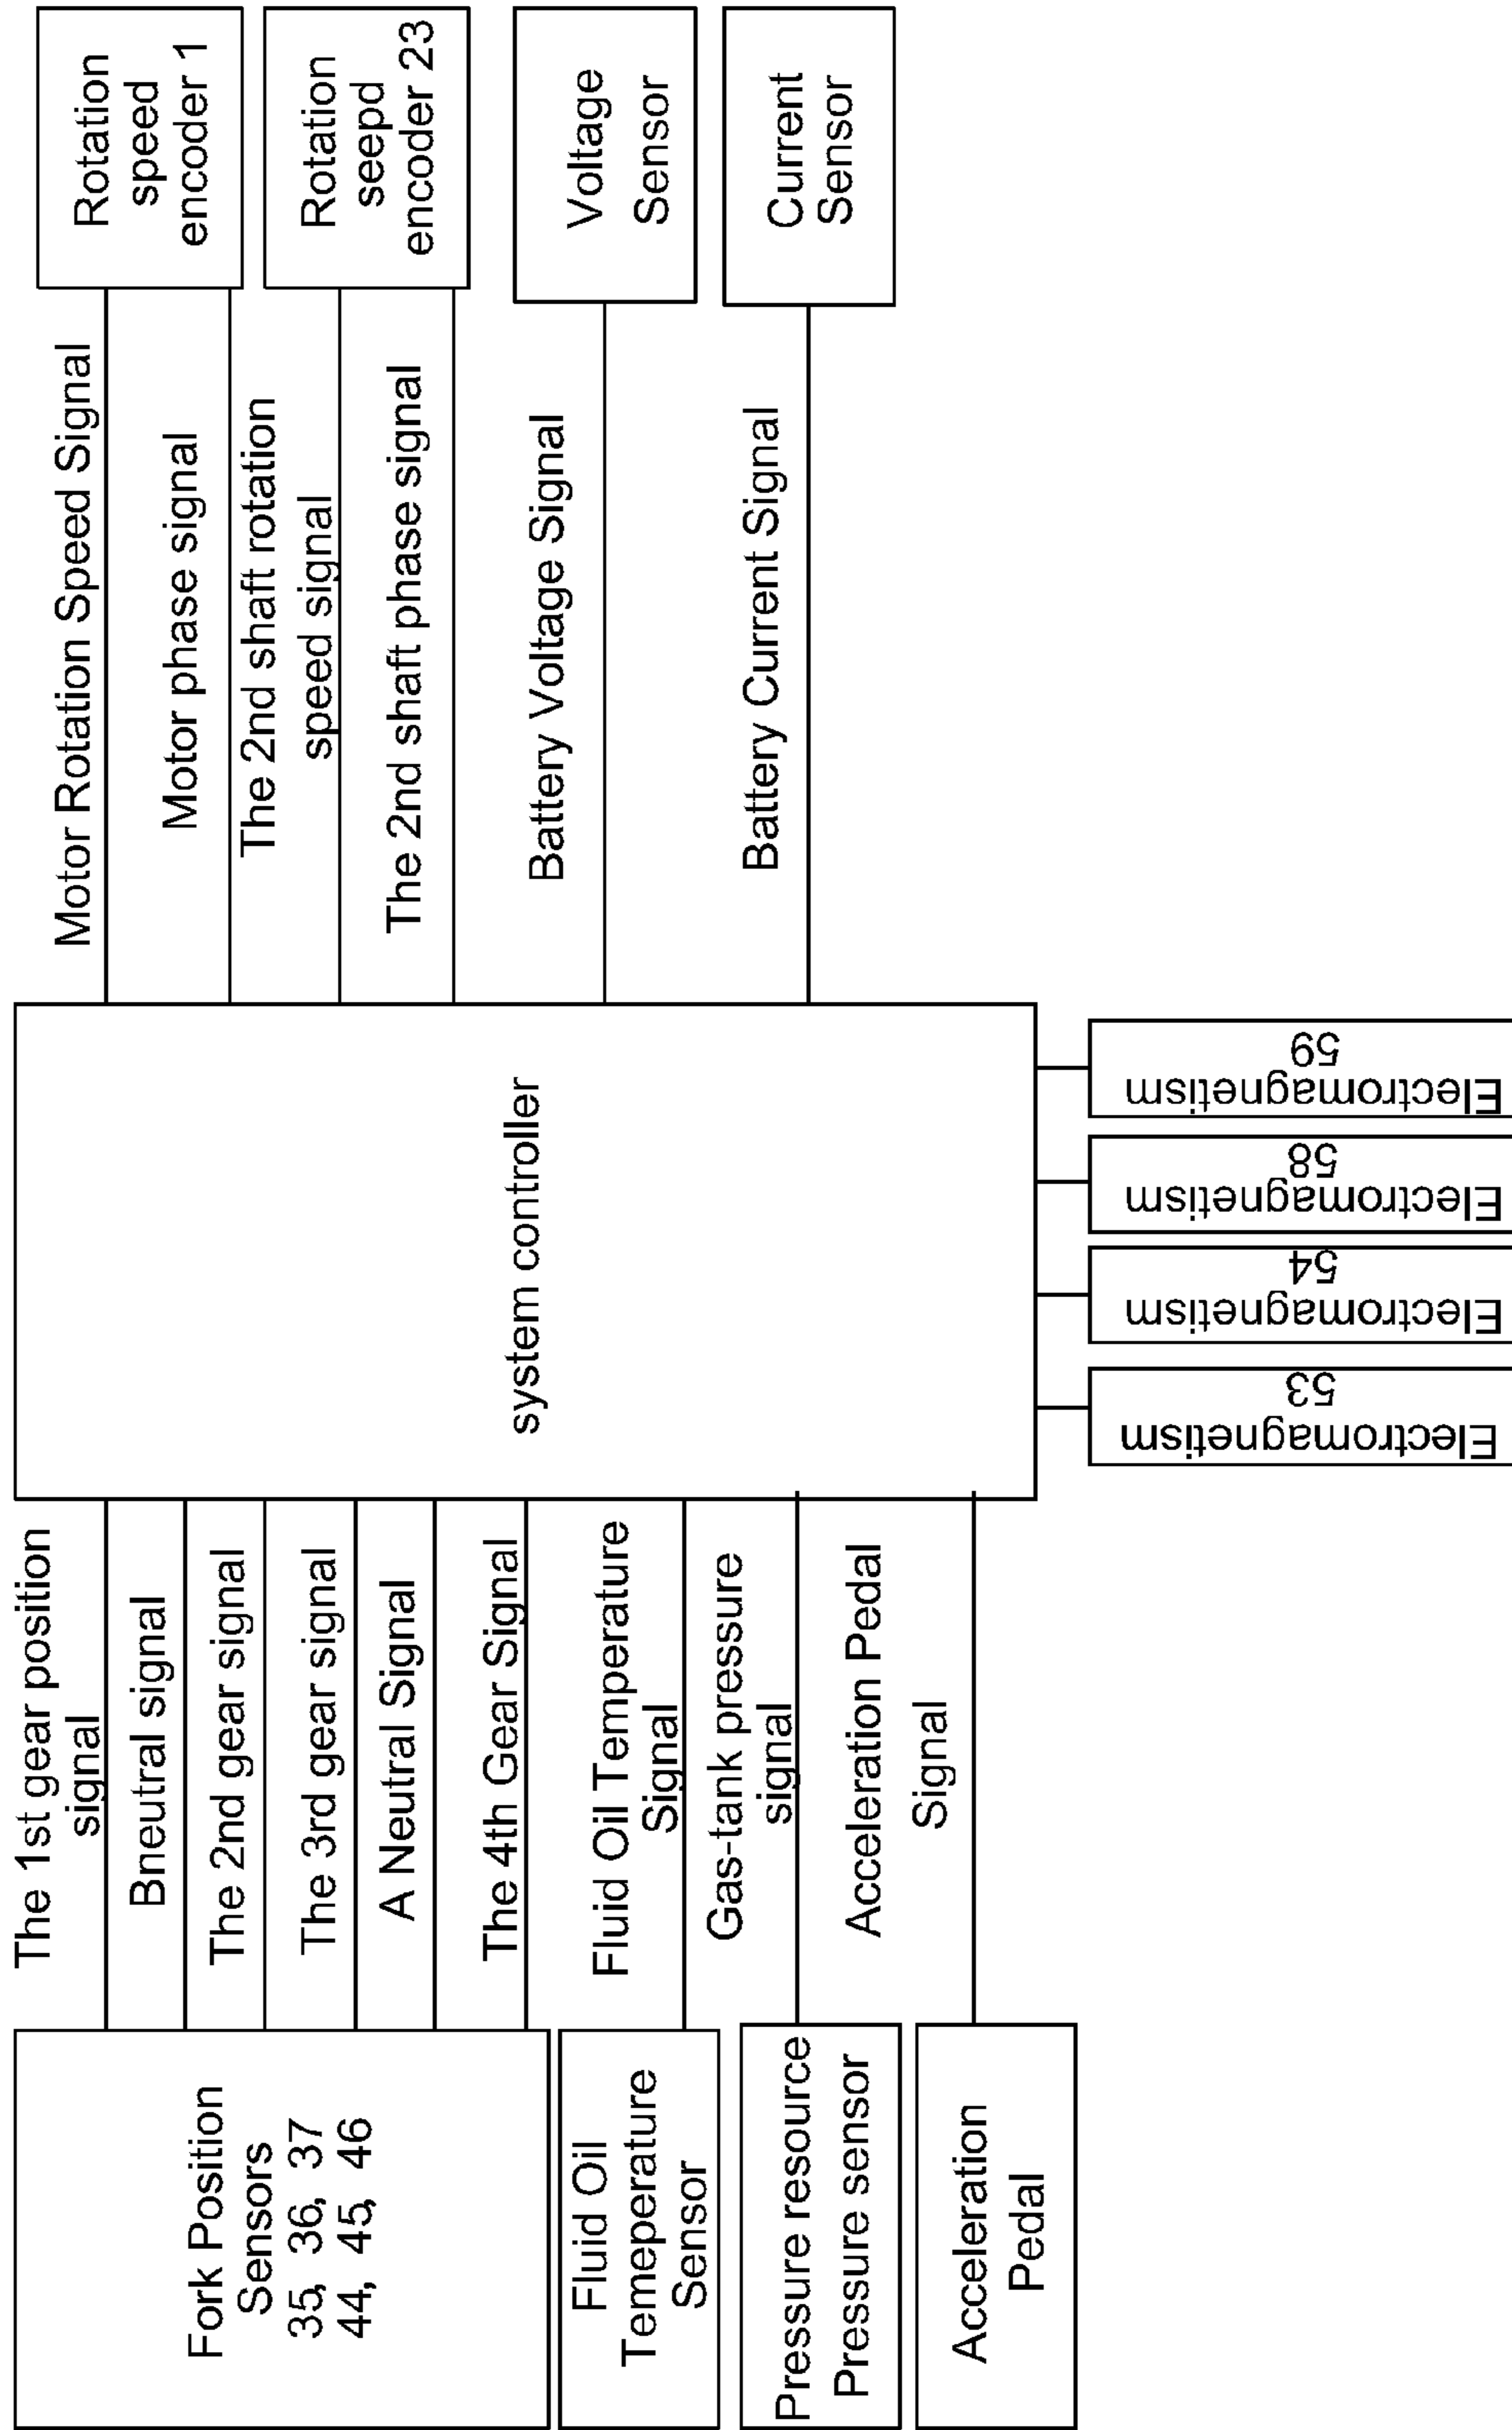 Fork Position
Sensors
35, 36, 37
44, 45, 46
Fluid Oil
Temeperature
Sensor
Pressure resource
Pressure sensor
Acceleration
Pedal
The 1st gear position
signal
Bneutral signal
The 2nd gear signal
The 3rd gear signal
A Neutral Signal
The 4th Gear Signal
Fluid Oil Temperature
Signal
Gas-tank pressure
signal
Acceleration Pedal
Signal
system controller
Electromagnetism
53
Electromagnetism
54
Electromagnetism
58
Electromagnetism
59
Motor Rotation Speed Signal
Motor phase signal
The 2nd shaft rotation
speed signal
The 2nd shaft phase signal
Battery Voltage Signal
Battery Current Signal
Rotation
speed
encoder 1
Rotation
seepd
encoder 23
Voltage
Sensor
Current
Sensor